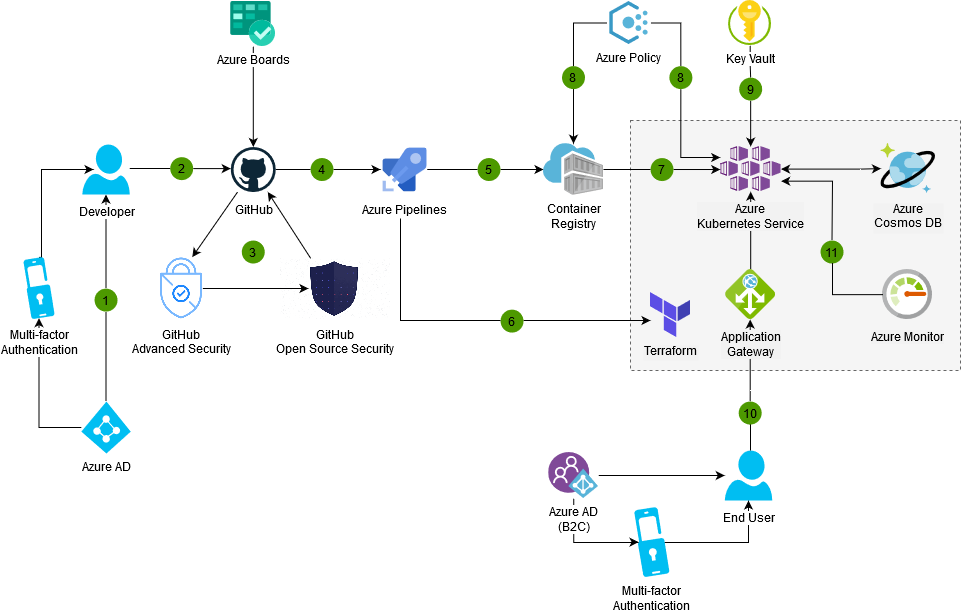 Azure Boards
Azure Policy
Key Vault
8
8
9
2
4
5
7
Developer
GitHub
Azure Pipelines
Container
Registry
Azure
Kubernetes Service
Azure
Cosmos DB
3
11
1
Multi-factor
Authentication
GitHub
Advanced Security
GitHub
Open Source Security
6
Terraform
Application
Gateway
Azure Monitor
10
Azure AD
Azure AD
(B2C)
End User
Multi-factor
Authentication